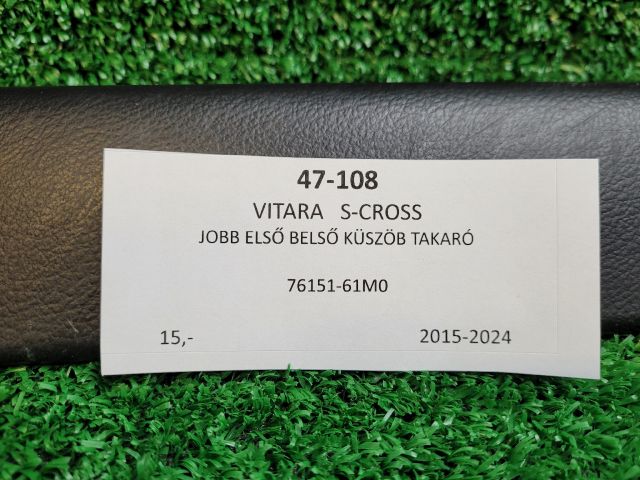 47-108
VITARA S-CROSS
JOBB ELSŐ BELSŐ KÜSZÖB TAKARÓ
76151-61M0
15,- 2015-2024